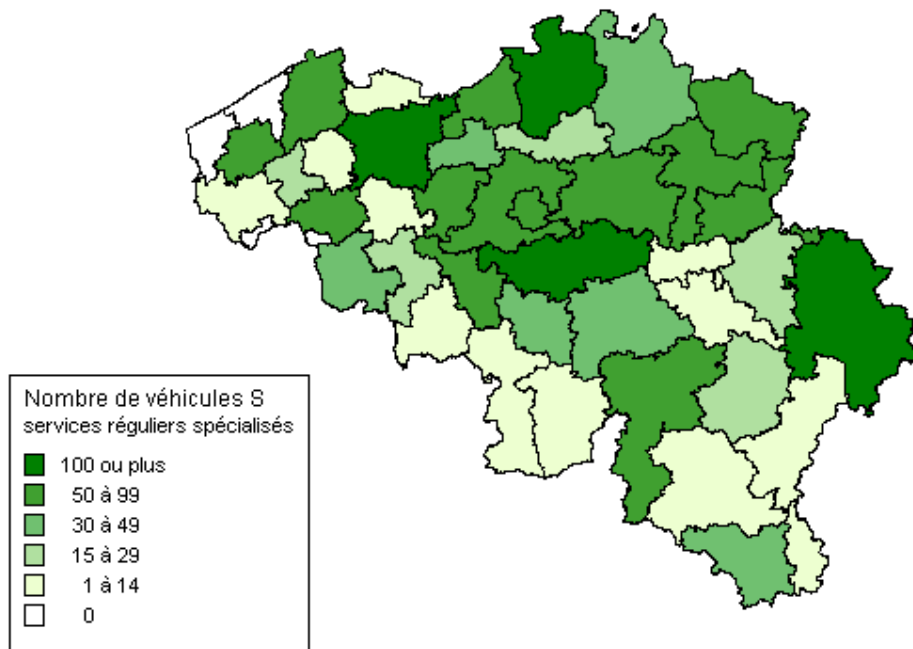 Nombre de véhicules S
services réguliers spécialisés
100 ou plus
50 à 99
30 à 49
15 à 29
1 à 14
0